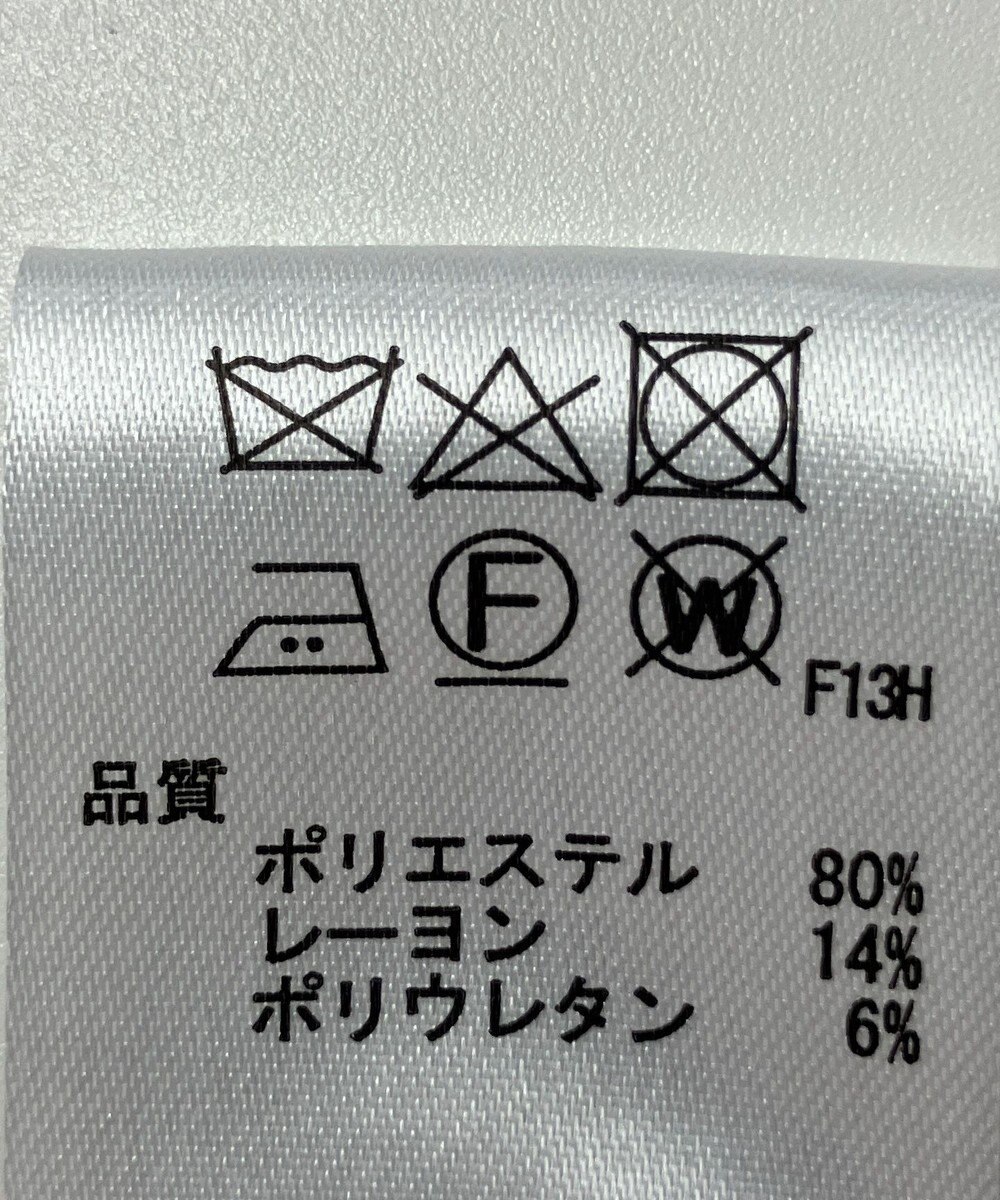 F W
F13H
品質
ポリエステル 80%
レーヨン 14%
ポリウレタン 6%